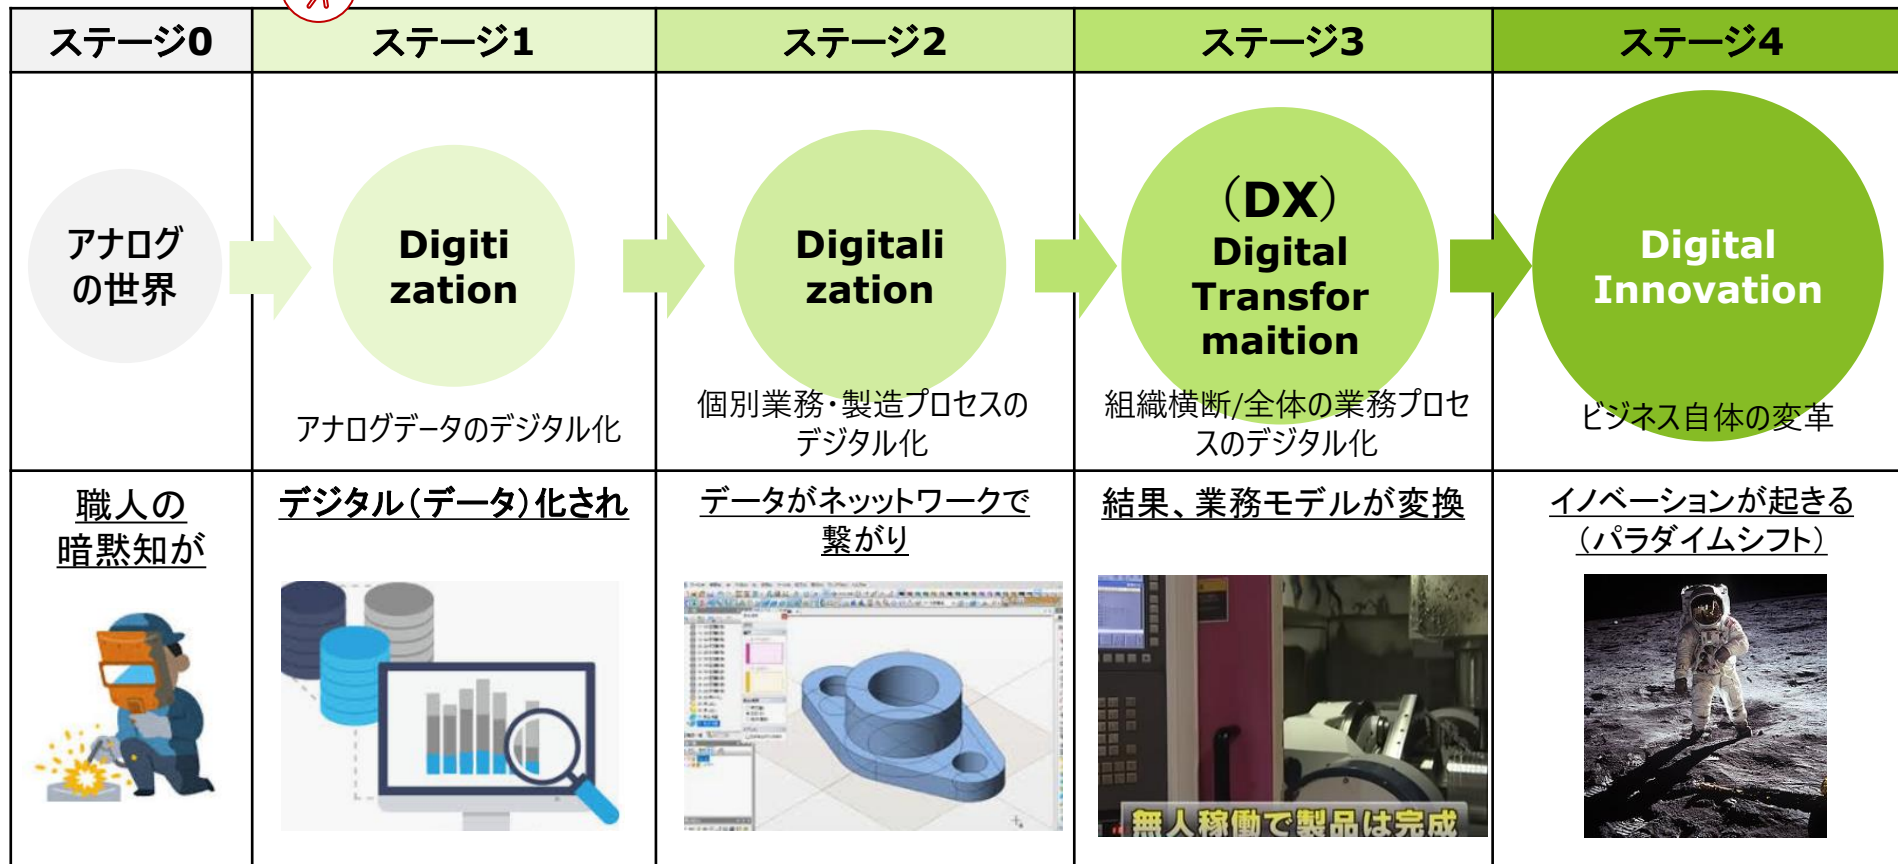 ステージ0
ステージ1
ステージ2
ステージ3
ステージ4
アナログ
の世界
Digiti
zation
Digitali
zation
（DX）
Digital
Transfor
maition
Digital
Innovation
アナログデータのデジタル化
個別業務・製造プロセスの
デジタル化
組織横断/全体の業務プロセ
スのデジタル化
ビジネス自体の変革
職人の
暗黙知が
デジタル（データ）化され
データがネッットワークで
繋がり
結果、業務モデルが変換
イノベーションが起きる
（パラダイムシフト）
無人稼働で製品は完成